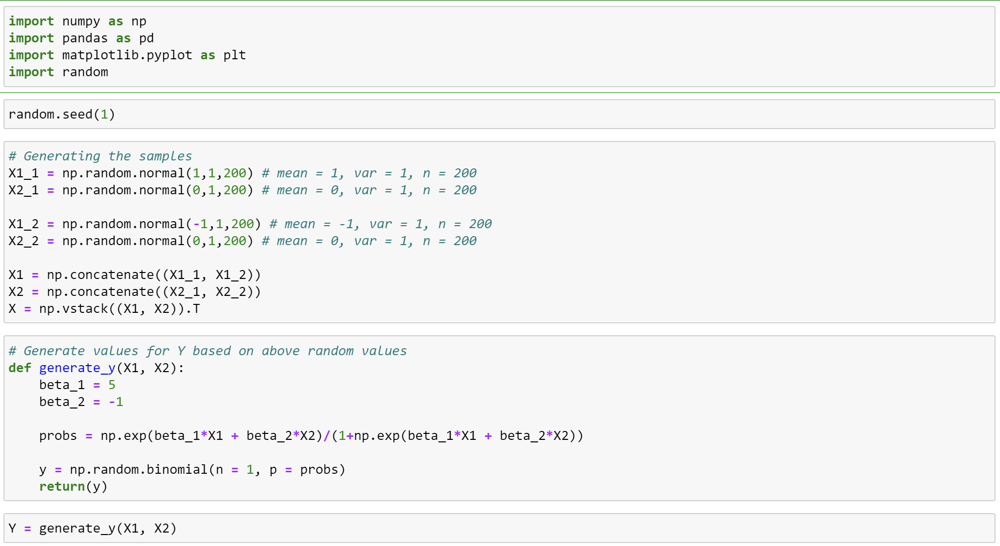 import numpy as np
import pandas as pd
import matplotlib.pyplot as plt
import random
random.seed(1)
# Generating the samples
X1_1 = np.random.normal(1,1,200) # mean = 1, var = 1, n = 200
X2_1 = np.random.normal(0,1,200) # mean = 0, var = 1, n = 200
X1_2 = np.random.normal(-1,1,200) # mean = -1, var = 1, n = 200
X2_2 = np.random.normal(0,1,200) # mean = 0, var = 1, n = 200
X1 = np.concatenate((X1_1, X1_2))
X2 = np.concatenate((X2_1, X2_2))
X = np.vstack((X1, X2)).T
# Generate values for Y based on above random values
def generate_y(X1, X2):
    beta_1 = 5
    beta_2 = -1
    probs = np.exp(beta_1*X1 + beta_2*X2)/(1+np.exp(beta_1*X1 + beta_2*X2))
    y = np.random.binomial(n = 1, p = probs)
    return(y)
Y = generate_y(X1, X2)